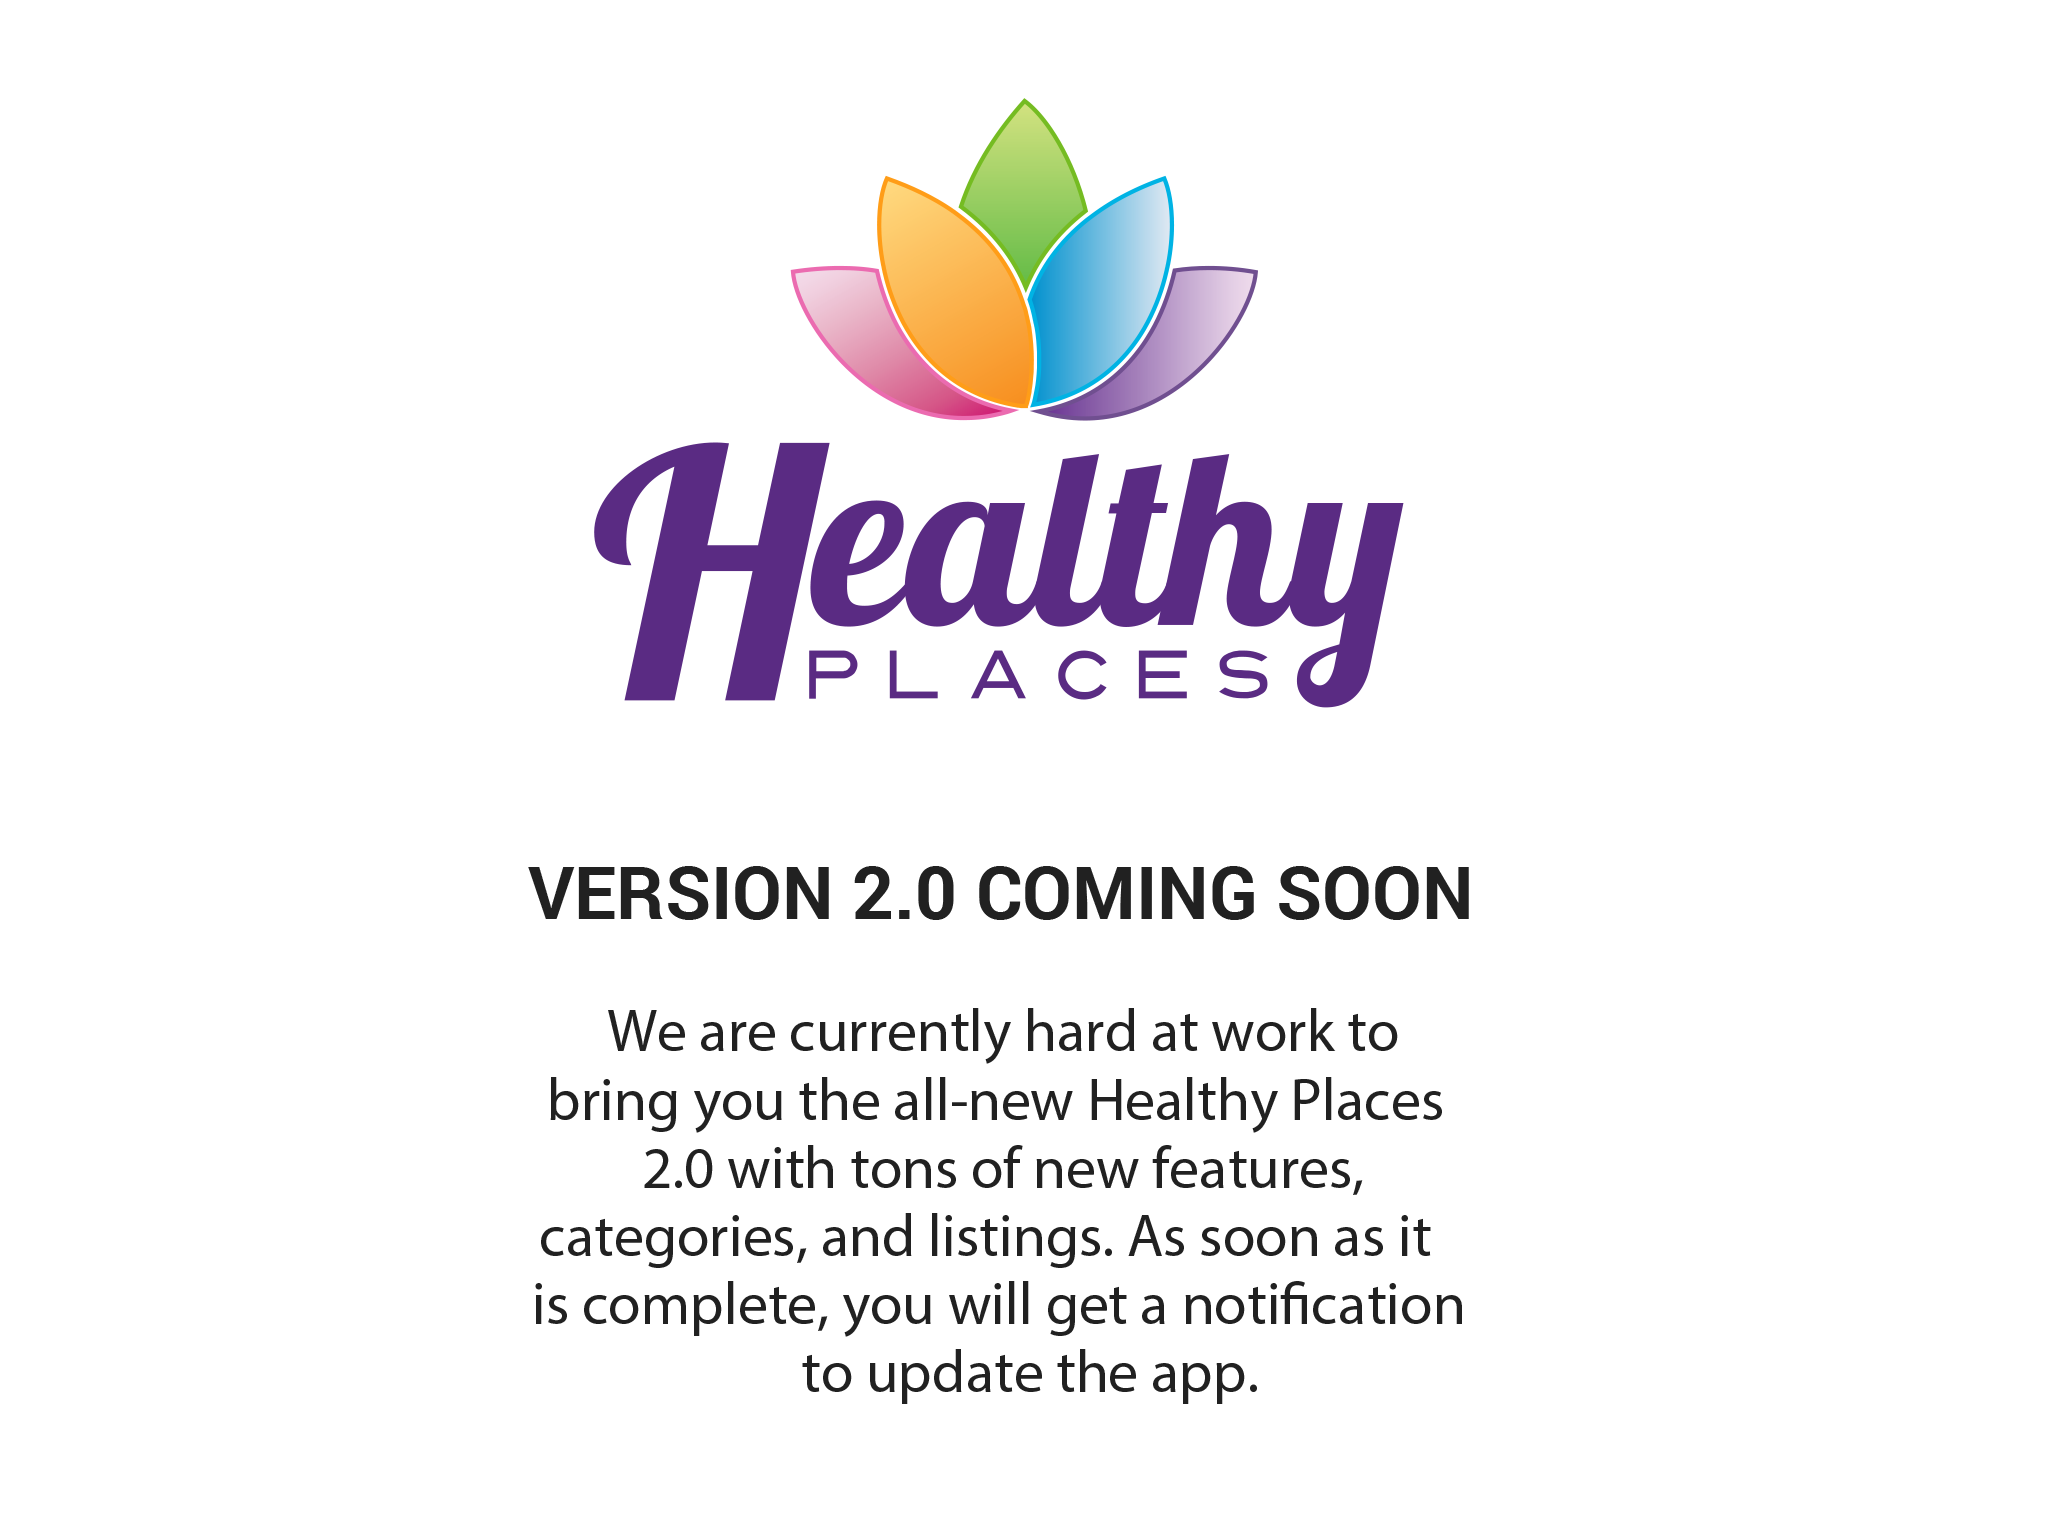 Healthy
PLACES
VERSION 2.0 COMING SOON
We are currently hard at work to
bring you the all-new Healthy Places
2.0 with tons of new features,
categories, and listings. As soon as it
is complete, you will get a notification
to update the app.